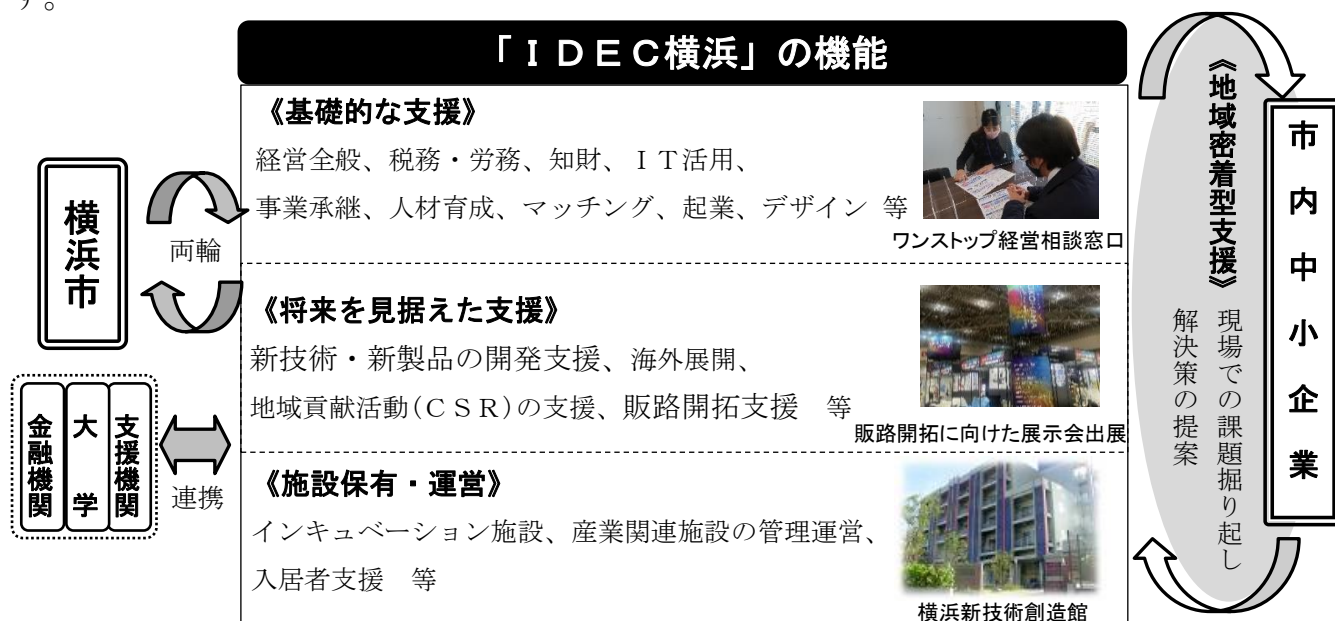 す。
「ＩＤＥＣ横浜」の機能
《基礎的な支援》
経営全般、税務・労務、知財、ＩＴ活用、
事業承継、人材育成、マッチング、起業、デザイン 等
ワンストップ経営相談窓口
《将来を見据えた支援》
新技術・新製品の開発支援、海外展開、
地域貢献活動(ＣＳＲ)の支援、販路開拓支援　等
販路開拓に向けた展示会出展
《施設保有・運営》
インキュベーション施設、産業関連施設の管理運営、
入居者支援　等
横浜新技術創造館
横浜市
両輪
金融機関
大学
支援機関
連携
《地域密着型支援》
現場での課題掘り起し
解決策の提案
市内中小企業